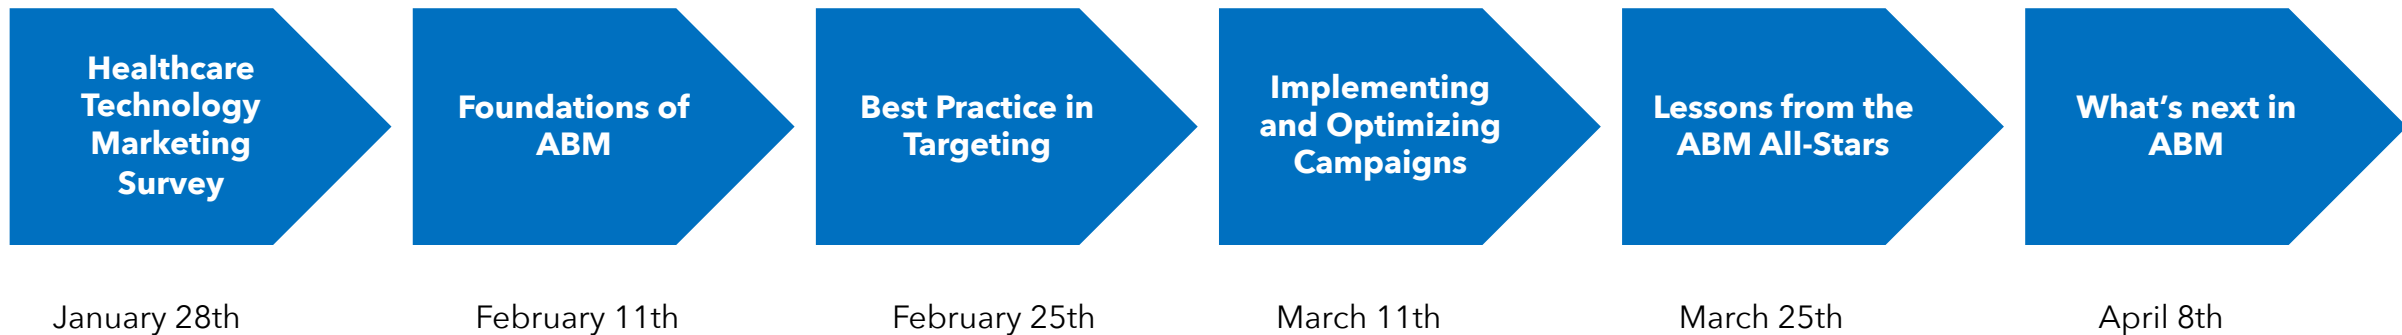 Healthcare
Technology
Marketing
Survey
Foundations of
ABM
Best Practice in
Targeting
Implementing
and Optimizing
Campaigns
Lessons from the
ABM All-Stars
What’s next in
ABM
January 28th
February 11th
February 25th
March 11th
March 25th
April 8th